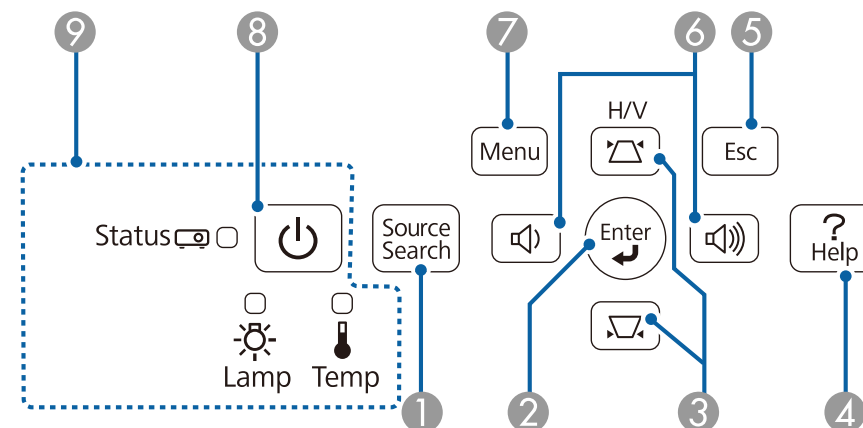 9
8
7
6
5
H/V
Menu
Esc
Status
Source
Search
Enter
?
Help
Lamp
Temp
1
2
3
4